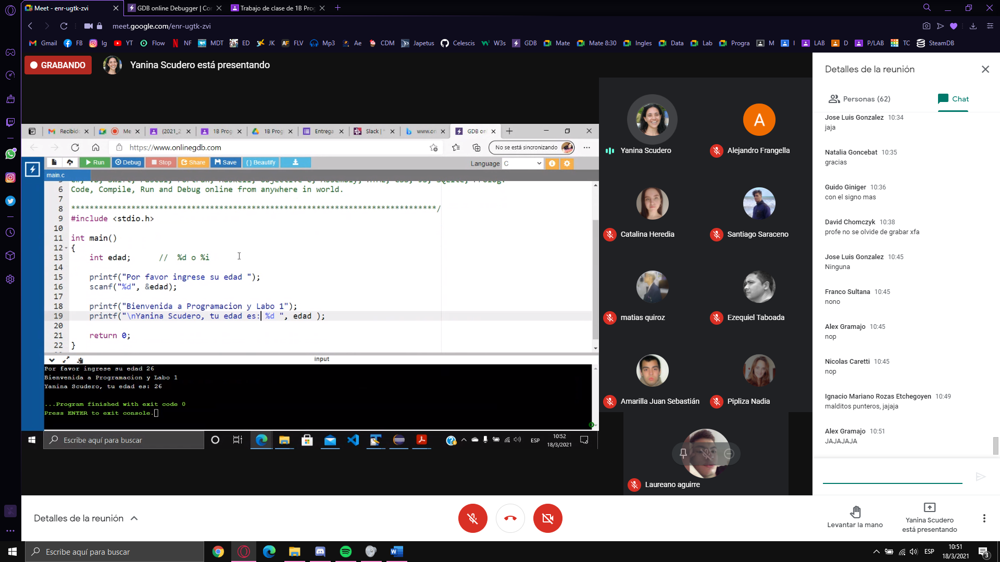 Meet - enr-ugtk-zvi
GDB online Debugger | Co
Trabajo de clase de 1B Prog
meet.google.com/enr-ugtk-zvi
Gmail FB Ig YT Flow NF MDT ED JK AF FLV Mp3 Ae CDM Japetus Celescis W3s GDB Mate Mate 8:30 Ingles Data Lab Progra M I LAB D P/LAB TC SteamDB
GRABANDO
Yanina Scudero está presentando
Recibido Me (2021_2 1B Prog 1B Prog Entrega Slack | www.on GDB on
https://www.onlinegdb.com
No se está sincronizando
Run Debug Stop Share Save { } Beautify
Language C
main.c
6 Code, Compile, Run and Debug online from anywhere in world.
7
8 *******************************************************************************/
9 #include <stdio.h>
10
11 int main()
12 {
13 int edad; // %d o %i
14
15 printf("Por favor ingrese su edad ");
16 scanf("%d", &edad);
17
18 printf("Bienvenida a Programacion y Labo 1");
19 printf("\nYanina Scudero, tu edad es: %d ", edad );
20
21 return 0;
22 }
input
Por favor ingrese su edad 26
Bienvenida a Programacion y Labo 1
Yanina Scudero, tu edad es: 26
...Program finished with exit code 0
Press ENTER to exit console.
Escribe aquí para buscar
ESP
10:52
18/3/2021
Yanina Scudero
A
Alejandro Frangella
Catalina Heredia
Santiago Saraceno
matias quiroz
Ezequiel Taboada
Amarilla Juan Sebastián
Pipliza Nadia
Laureano aguirre
Detalles de la reunión
Personas (62)
Chat
Jose Luis Gonzalez 10:34
jaja
Natalia Goncebat 10:35
gracias
Guido Giniger 10:36
con el signo mas
David Chomczyk 10:38
profe no se olvide de grabar xfa
Jose Luis Gonzalez 10:45
Ninguna
Franco Sultana 10:45
nono
Alex Gramajo 10:45
nop
Nicolas Caretti 10:45
nop
Ignacio Mariano Rozas Etchegoyen 10:49
malditos punteros, jajaja
Alex Gramajo 10:51
JAJAJAJA
Detalles de la reunión
Levantar la mano
Yanina Scudero
está presentando
Escribe aquí para buscar
ESP
10:51
18/3/2021
3